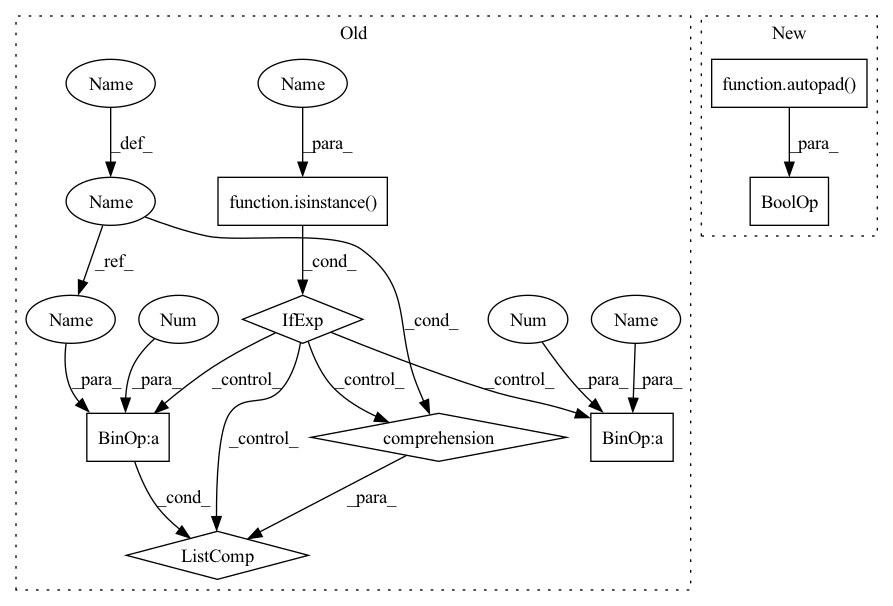 Old
New
Name
Name
function.autopad()
_def_
_para_
_para_
Name
function.isinstance()
BoolOp
_ref_
_cond_
Name
Num
IfExp
_cond_
Num
Name
_para_
_para_
_control_
_control_
_control_
_para_
_para_
BinOp:a
_control_
comprehension
BinOp:a
_cond_
_para_
ListComp